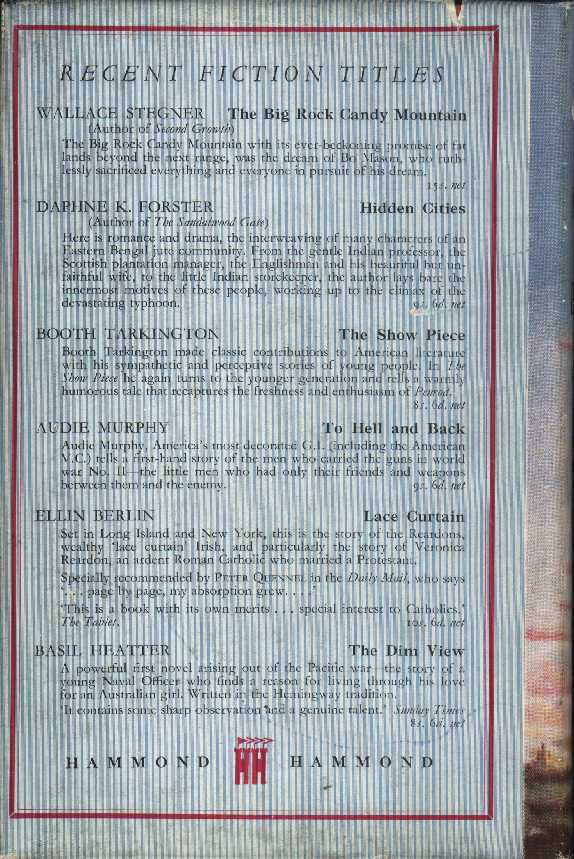 RECENT FICTION TITLES
WALLACE STEGNER The Big Rock Candy Mountain
(Author of Second Growth)
The Big Rock Candy Mountain with its ever-beckoning promise of fat
lands beyond the next range, was the dream of Bo Mason, who ruth-
lessly sacrificed everything and everyone in pursuit of his dream.
15s. net
DAPHNE K. FORSTER Hidden Cities
(Author of The Sandalwood Gate)
Here is romance and drama, the interweaving of many characters of an
Eastern Bengal jute community. From the gentle Indian professor, the
Scottish plantation manager, the Englishman and his beautiful but un-
faithful wife, to the little Indian storekeeper, the author lays bare the
innermost motives of these people, working up to the climax of the
devastating typhoon. 9s. 6d. net
BOOTH TARKINGTON The Show Piece
Booth Tarkington made classic contributions to American literature
with his sympathetic and perceptive stories of young people. In The
Show Piece he again turns to the younger generation and tells a warmly
humorous tale that recaptures the freshness and enthusiasm of Penrod.
8s. 6d. net
AUDIE MURPHY To Hell and Back
Audie Murphy, America's most decorated G.I. (including the American
V.C.) tells a first-hand story of the men who carried the guns in world
war No. II—the little men who had only their friends and weapons
between them and the enemy. 9s. 6d. net
ELLIN BERLIN Lace Curtain
Set in Long Island and New York, this is the story of the Reardons,
wealthy 'lace curtain' Irish, and particularly the story of Veronica
Reardon, an ardent Roman Catholic who married a Protestant.
Specially recommended by PETER QUENNEL in the Daily Mail, who says
'. . . page by page, my absorption grew. . . .'
'This is a book with its own merits . . . special interest to Catholics.'
The Tablet. 10s. 6d. net
BASIL HEATTER The Dim View
A powerful first novel arising out of the Pacific war—the story of a
young Naval Officer who finds a reason for living through his love
for an Australian girl. Written in the Hemingway tradition.
'It contains some sharp observation and a genuine talent.' Sunday Times
8s. 6d. net
HAMMOND HH HAMMOND